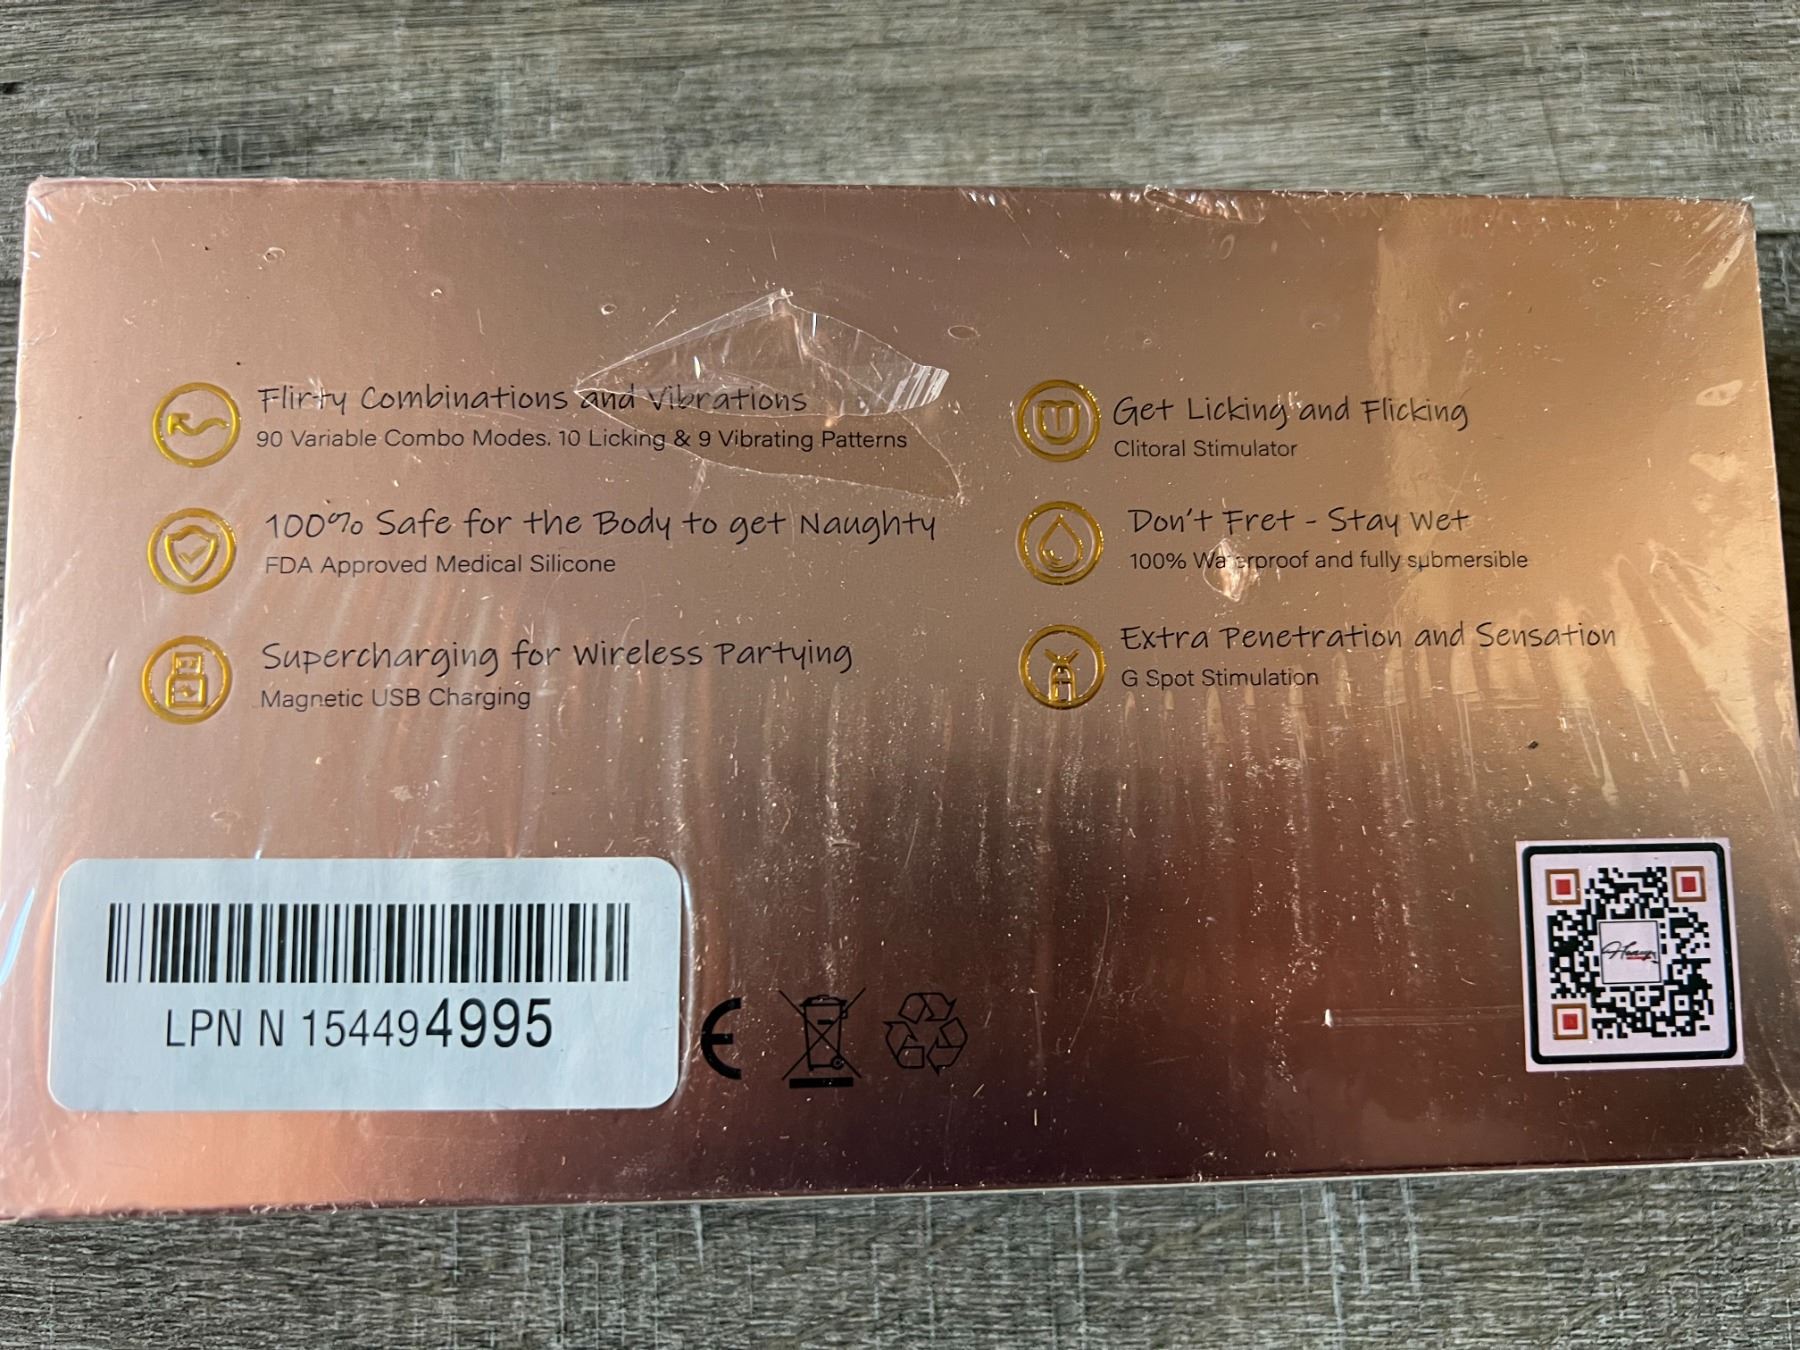 Flirty Combinations and Vibrations
90 Variable Combo Modes. 10 Licking & 9 Vibrating Patterns
100% Safe for the Body to get Naughty
FDA Approved Medical Silicone
Supercharging for Wireless Partying
Magnetic USB Charging
Get Licking and Flicking
Clitoral Stimulator
Don't Fret - Stay Wet
100% Waterproof and fully submersible
Extra Penetration and Sensation
G Spot Stimulation
LPN N 154494995
CE